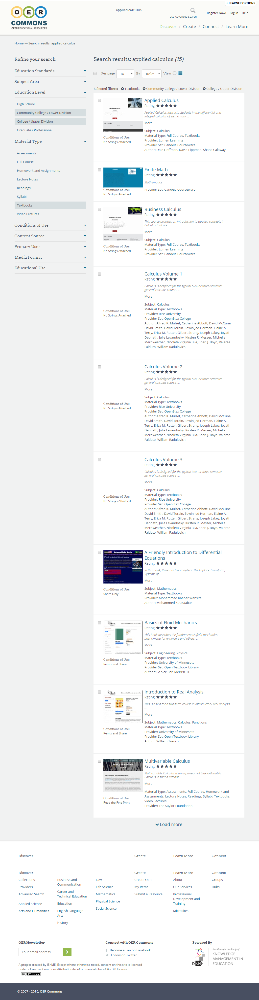 + LEARNER OPTIONS
OER
COMMONS
OPEN EDUCATIONAL RESOURCES
applied calculus
Use Advanced Search
Register Now! | Log In | Help
Discover / Create / Connect / Learn More
Home → Search results: applied calculus
Refine your search
Education Standards
Subject Area
Education Level
High School
Community College / Lower Division
College / Upper Division
Graduate / Professional
Material Type
Assessments
Full Course
Homework and Assignments
Lecture Notes
Readings
Syllabi
Textbooks
Video Lectures
Conditions of Use
Content Source
Primary User
Media Format
Educational Use
Search results: applied calculus (15)
Per page 10 By Rele View
Selected filters: Textbooks Community College / Lower Division College / Upper Division
APPLIED CALCULUS
Conditions of Use:
No Strings Attached
Applied Calculus
Rating
Applied Calculus instructs students in the differential and
integral calculus of elementary ...
More
Subject: Calculus
Material Type: Full Course, Textbooks
Provider: Lumen Learning
Provider Set: Candela Courseware
Author: Dale Hoffman, David Lippman, Shana Calaway
Finite Math
Conditions of Use:
No Strings Attached
Finite Math
Rating
Mathematics
Provider Set: Candela Courseware
BUSINESS CALCULUS
Conditions of Use:
No Strings Attached
Business Calculus
Rating
This course provides an introduction to applied concepts in
Calculus that are ...
More
Subject: Calculus
Material Type: Full Course, Textbooks
Provider: Lumen Learning
Provider Set: Candela Courseware
Conditions of Use:
No Strings Attached
Calculus Volume 1
Rating
Calculus is designed for the typical two- or three-semester
general calculus course, ...
More
Subject: Calculus
Material Type: Textbooks
Provider: Rice University
Provider Set: OpenStax College
Author: Alfred K. Mulzet, Catherine Abbott, David McCune,
David Smith, David Torain, Edwin Jed Herman, Elaine A.
Terry, Erica M. Rutter, Gilbert Strang, Joseph Lakey, Joyati
Debnath, Julie Levandosky, Kirsten R. Messer, Michelle
Merriweather, Nicoleta Virginia Bila, Sheri J. Boyd, Valeree
Falduto, William Radulovich
Conditions of Use:
No Strings Attached
Calculus Volume 2
Rating
Calculus is designed for the typical two- or three-semester
general calculus course, ...
More
Subject: Calculus
Material Type: Textbooks
Provider: Rice University
Provider Set: OpenStax College
Author: Alfred K. Mulzet, Catherine Abbott, David McCune,
David Smith, David Torain, Edwin Jed Herman, Elaine A.
Terry, Erica M. Rutter, Gilbert Strang, Joseph Lakey, Joyati
Debnath, Julie Levandosky, Kirsten R. Messer, Michelle
Merriweather, Nicoleta Virginia Bila, Sheri J. Boyd, Valeree
Falduto, William Radulovich
Conditions of Use:
No Strings Attached
Calculus Volume 3
Rating
Calculus is designed for the typical two- or three-semester
general calculus course, ...
More
Subject: Calculus
Material Type: Textbooks
Provider: Rice University
Provider Set: OpenStax College
Author: Alfred K. Mulzet, Catherine Abbott, David McCune,
David Smith, David Torain, Edwin Jed Herman, Elaine A.
Terry, Erica M. Rutter, Gilbert Strang, Joseph Lakey, Joyati
Debnath, Julie Levandosky, Kirsten R. Messer, Michelle
Merriweather, Nicoleta Virginia Bila, Sheri J. Boyd, Valeree
Falduto, William Radulovich
Mohammed Kaabar Website
Conditions of Use:
Share Only
A Friendly Introduction to Differential
Equations
Rating
In this book, there are five chapters: The Laplace Transform,
Systems of ...
More
Subject: Mathematics
Material Type: Textbooks
Provider: Mohammed Kaabar Website
Author: Mohammed K A Kaabar
Open
Textbook
Library
Discover the difference you can make
Conditions of Use:
Remix and Share
Basics of Fluid Mechanics
Rating
This book describes the fundamentals fluid mechanics
phenomena for engineers and others. ...
More
Subject: Engineering, Physics
Material Type: Textbooks
Provider: University of Minnesota
Provider Set: Open Textbook Library
Author: Genick Bar–MeirPh. D.
Open
Textbook
Library
Discover the difference you can make
Conditions of Use:
Remix and Share
Introduction to Real Analysis
Rating
This is a text for a two-term course in introductory real analysis
...
More
Subject: Mathematics, Calculus, Functions
Material Type: Textbooks
Provider: University of Minnesota
Provider Set: Open Textbook Library
Author: William Trench
MA103: Multivariable
Calculus
Conditions of Use:
Read the Fine Print
Multivariable Calculus
Rating
Multivariable Calculus is an expansion of Single-Variable
Calculus in that it extends ...
More
Material Type: Assessments, Full Course, Homework and
Assignments, Lecture Notes, Readings, Syllabi, Textbooks,
Video Lectures
Provider: The Saylor Foundation
Load more
Discover Create Learn More Connect
Discover
Collections
Providers
Advanced Search
Applied Science
Arts and Humanities
Business and
Communication
Career and
Technical Education
Education
English Language
Arts
History
Law
Life Science
Mathematics
Physical Science
Social Science
Create
Create OER
My Items
Submit a Resource
Learn More
About
Our Services
Professional
Development and
Training
Microsites
Connect
Groups
Hubs
OER Newsletter
Your email address
Connect with OER Commons
Become a Fan on Facebook
Follow on Twitter
Powered By
ISKME
Institute for the Study of
KNOWLEDGE
MANAGEMENT IN
EDUCATION
A project created by ISKME. Except where otherwise noted, content on this site is licensed
under a Creative Commons Attribution-NonCommercial-ShareAlike 3.0 License.
(cc) BY-NC-SA
© 2007 - 2016, OER Commons